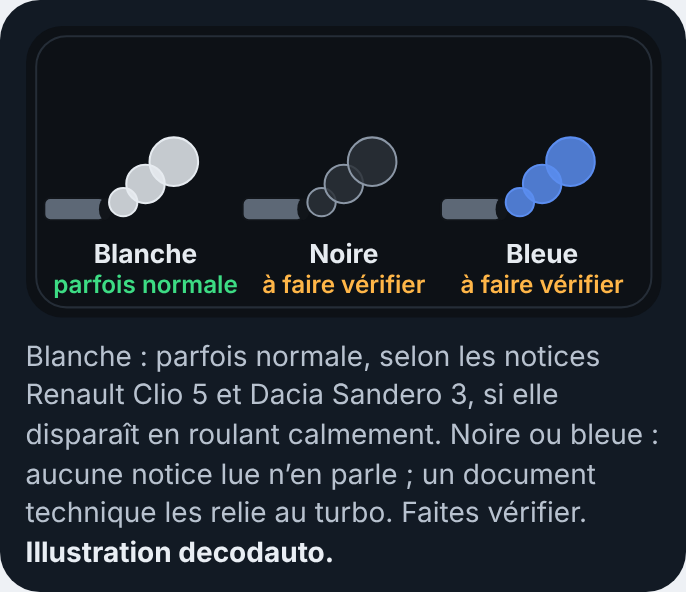 Blanche
parfois normale
Noire
à faire vérifier
Bleue
à faire vérifier
Blanche : parfois normale, selon les notices
Renault Clio 5 et Dacia Sandero 3, si elle
disparaît en roulant calmement. Noire ou bleue :
aucune notice lue n’en parle ; un document
technique les relie au turbo. Faites vérifier.
Illustration decodauto.